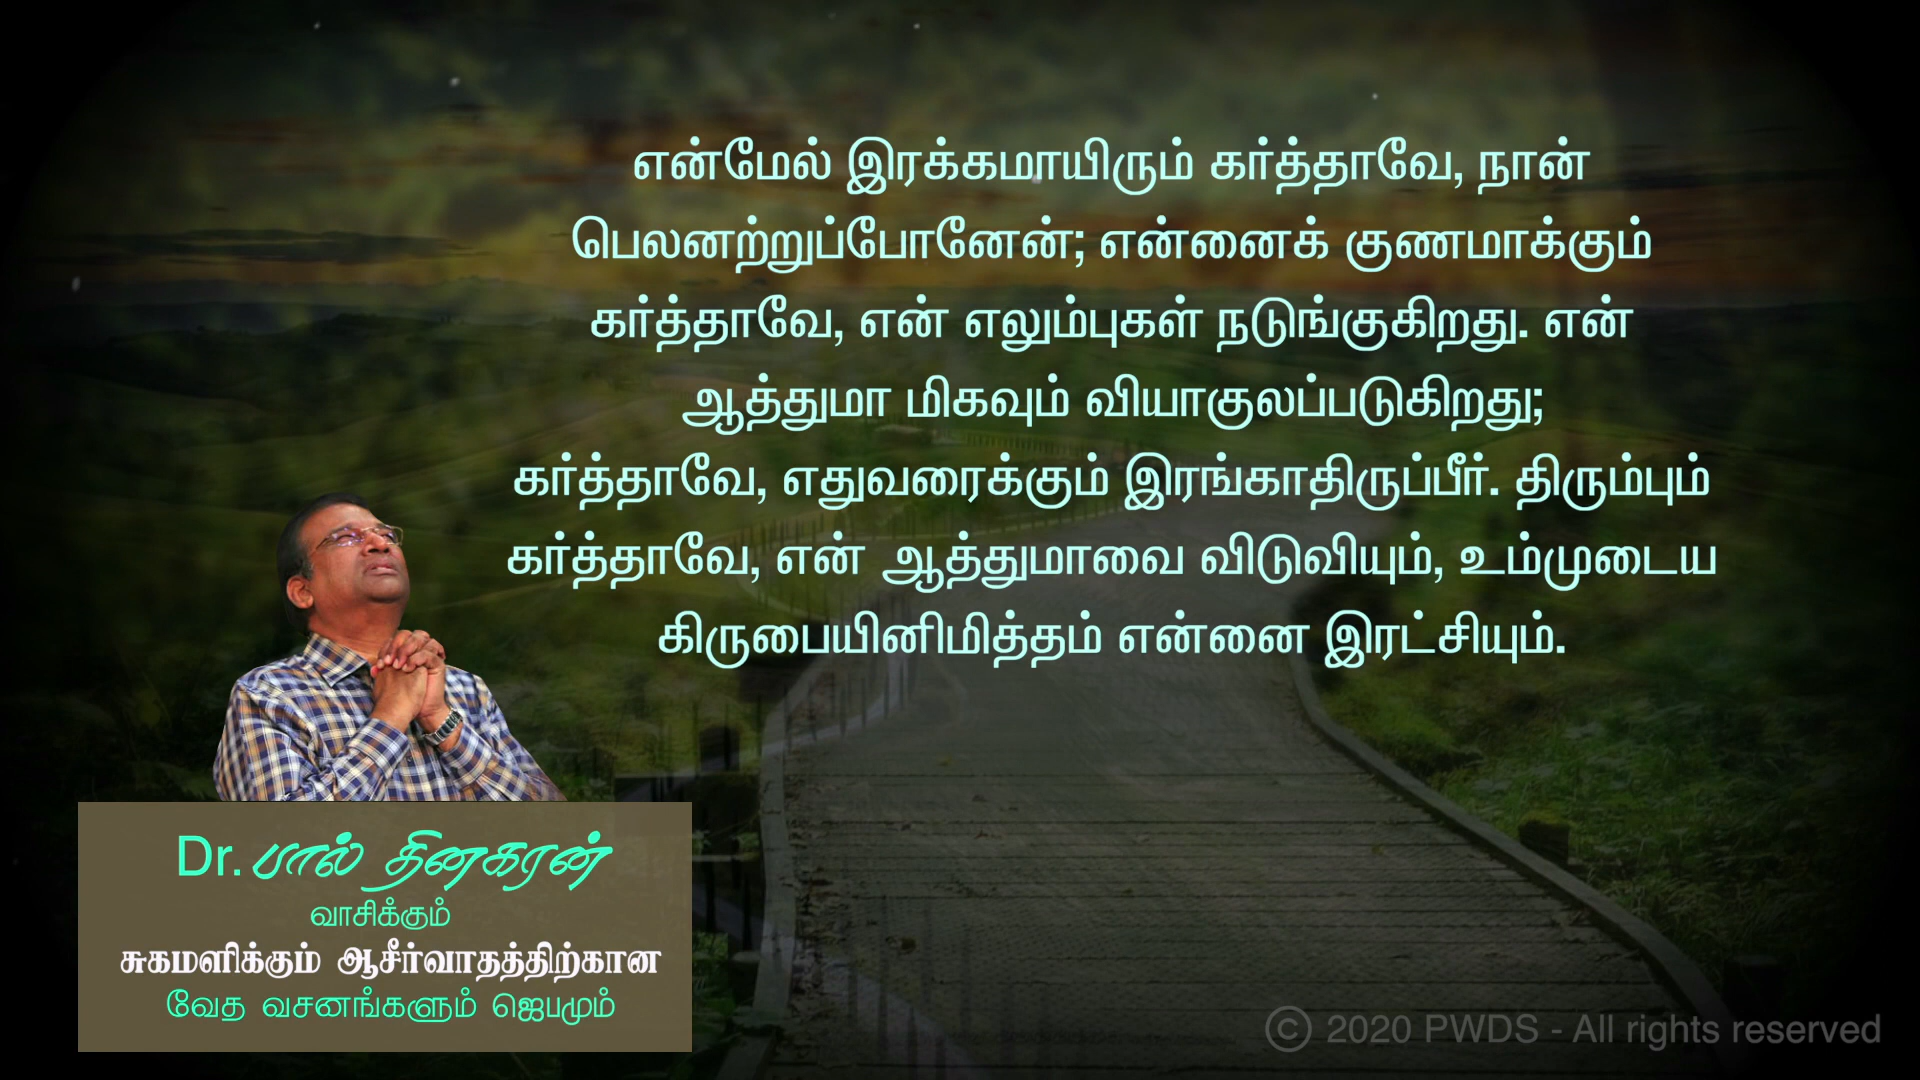 என்மேல் இரக்கமாயிரும் கர்த்தாவே, நான்
பெலனற்றுப்போனேன்; என்னைக் குணமாக்கும்
கர்த்தாவே, என் எலும்புகள் நடுங்குகிறது. என்
ஆத்துமா மிகவும் வியாகுலப்படுகிறது;
கர்த்தாவே, எதுவரைக்கும் இரங்காதிருப்பீர். திரும்பும்
கர்த்தாவே, என் ஆத்துமாவை விடுவியும், உம்முடைய
கிருபையினிமித்தம் என்னை இரட்சியும்.
Dr. பால் தினகரன்
வாசிக்கும்
சுகமளிக்கும் ஆசீர்வாதத்திற்கான
வேத வசனங்களும் ஜெபமும்
© 2020 PWDS - All rights reserved